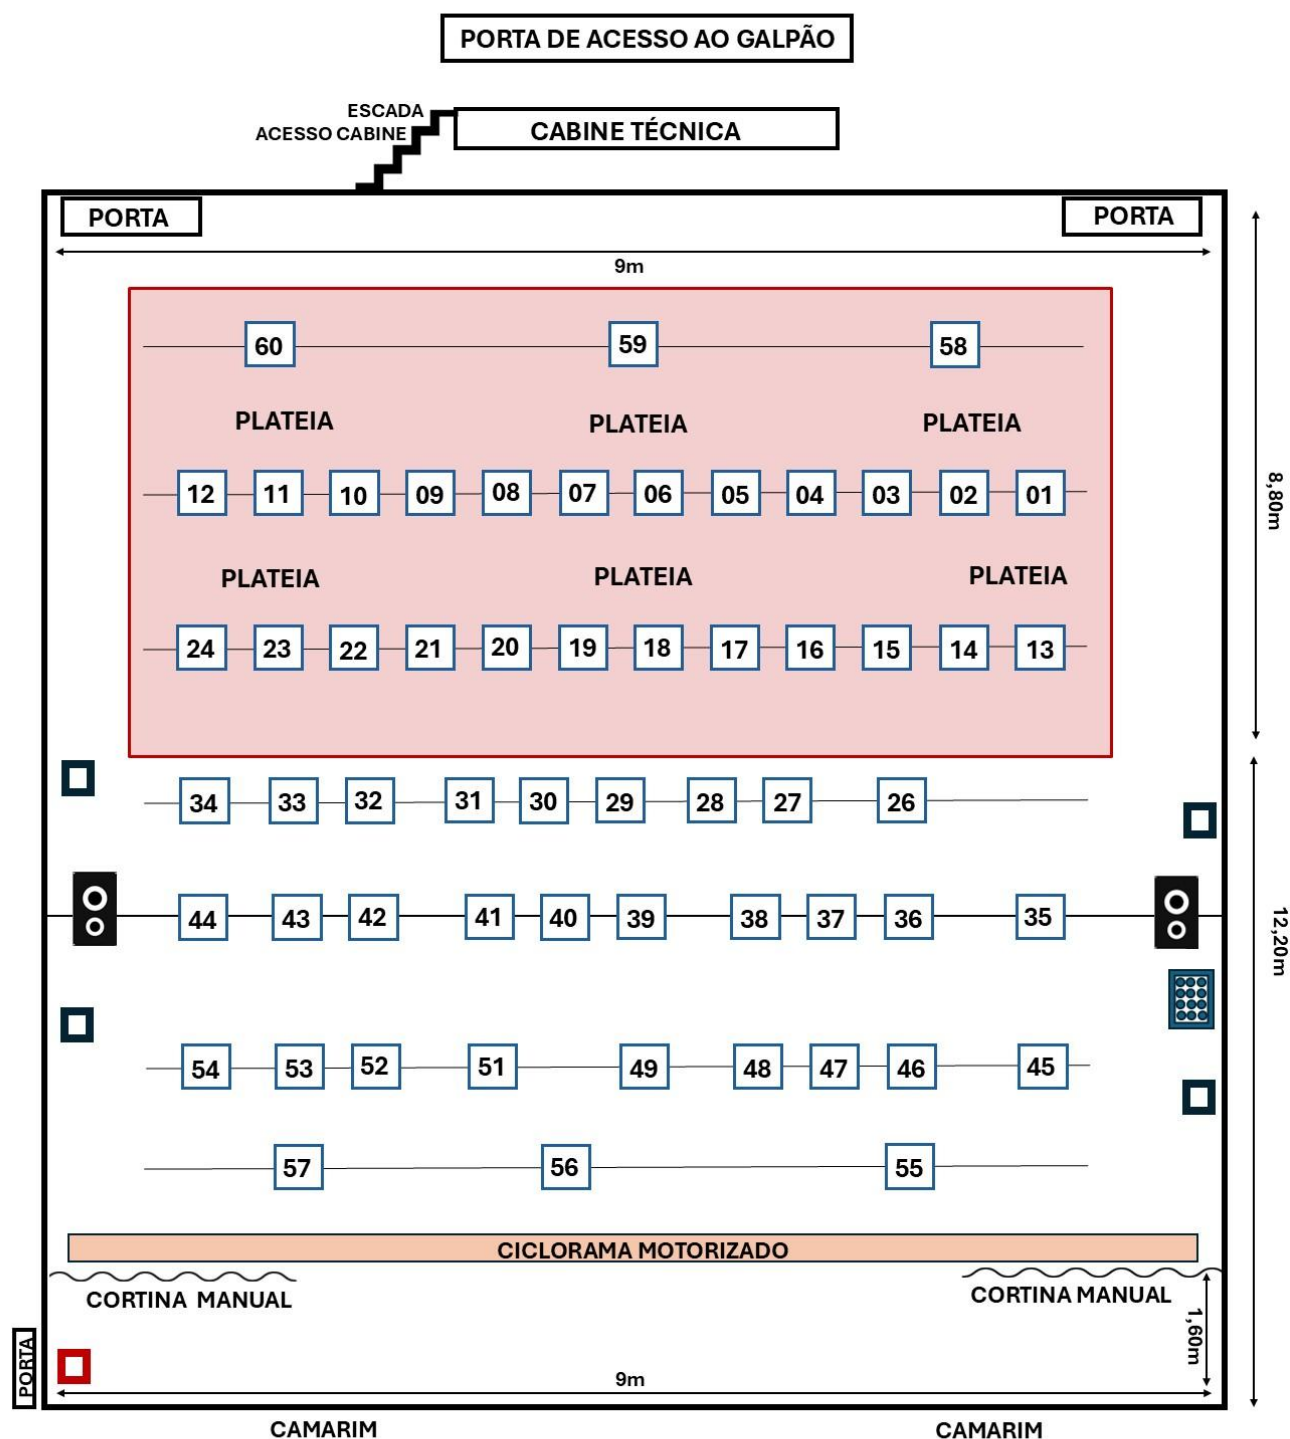 PORTA DE ACESSO AO GALPÃO
ESCADA
ACESSO CABINE
CABINE TÉCNICA
PORTA
PORTA
9m
60 59 58
PLATEIA PLATEIA PLATEIA
12 11 10 09 08 07 06 05 04 03 02 01
8,80m
PLATEIA PLATEIA PLATEIA
24 23 22 21 20 19 18 17 16 15 14 13
34 33 32 31 30 29 28 27 26
44 43 42 41 40 39 38 37 36 35
12,20m
54 53 52 51 49 48 47 46 45
57 56 55
CICLORAMA MOTORIZADO
CORTINA MANUAL
CORTINA MANUAL
1,60m
PORTA
9m
CAMARIM
CAMARIM